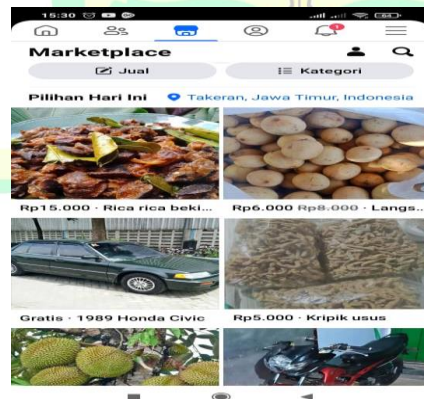 15:30
Marketplace
Jual
Kategori
Pilihan Hari Ini
Takeran, Jawa Timur, Indonesia
Rp15.000 · Rica rica beki...
Rp6.000 Rp8.000 · Langs...
Gratis · 1989 Honda Civic
Rp5.000 · Kripik usus